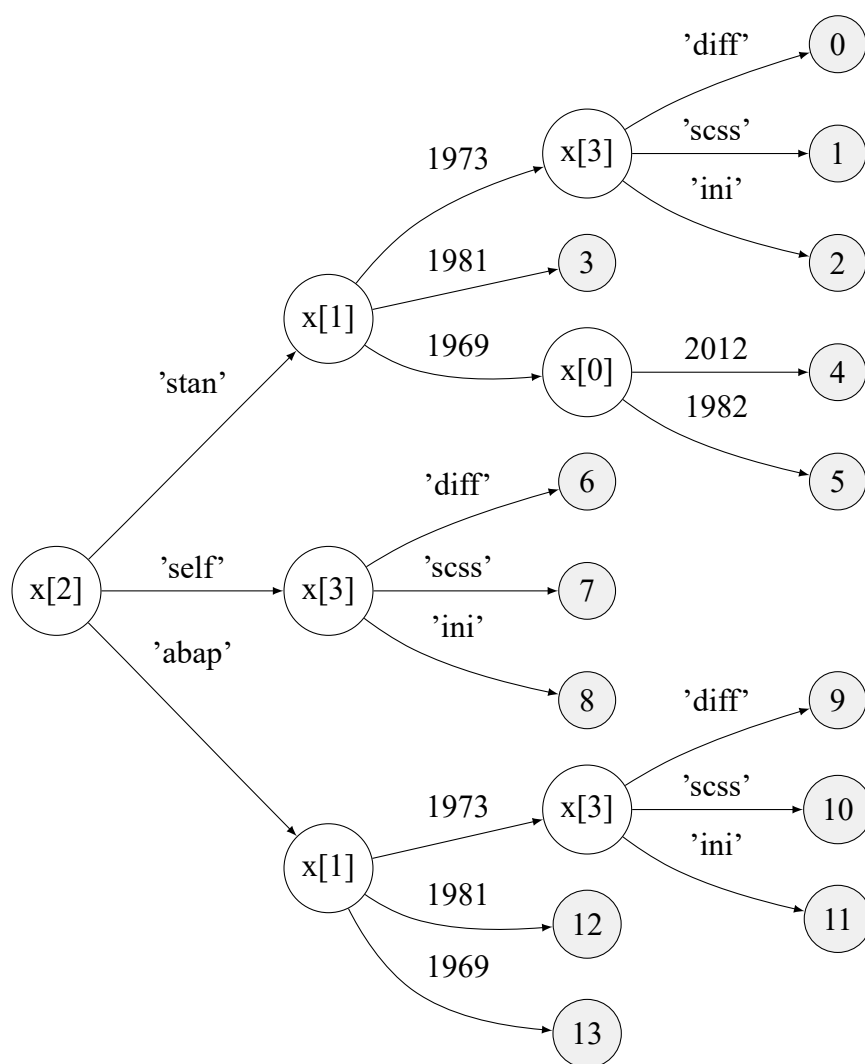 ’diff’
0
x[3]
’scss’
1
1973
’ini’
2
x[1]
1981
3
1969
x[0]
2012
4
1982
5
’stan’
x[2]
’self’
x[3]
’diff’
6
’scss’
7
’ini’
8
’abap’
x[1]
1973
x[3]
’diff’
9
’scss’
10
’ini’
11
1981
12
1969
13